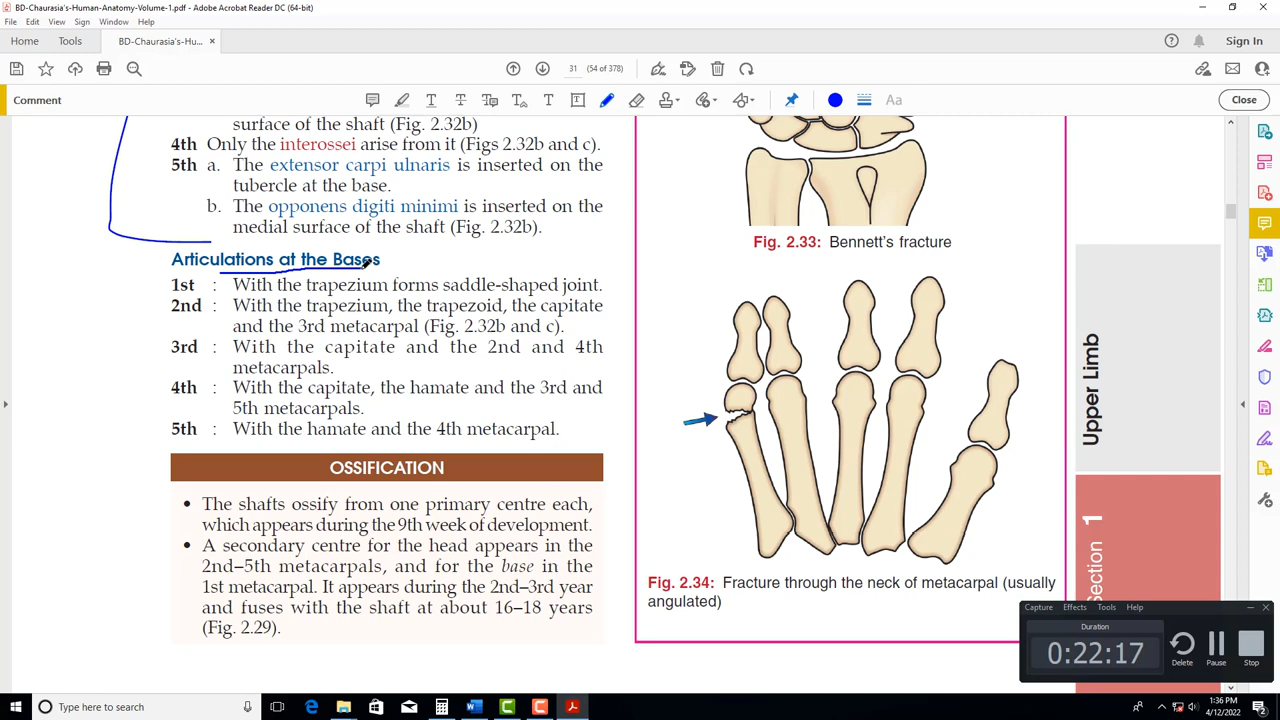 BD-Chaurasia's-Human-Anatomy-Volume-1.pdf - Adobe Acrobat Reader DC (64-bit)
File Edit View Sign Window Help
Home Tools BD-Chaurasia's-Hu... × Sign In
31 (54 of 378)
Comment Aa Close
surface of the shaft (Fig. 2.32b)
4th Only the interossei arise from it (Figs 2.32b and c).
5th a. The extensor carpi ulnaris is inserted on the
tubercle at the base.
b. The opponens digiti minimi is inserted on the
medial surface of the shaft (Fig. 2.32b).
Articulations at the Bases
1st : With the trapezium forms saddle-shaped joint.
2nd : With the trapezium, the trapezoid, the capitate
and the 3rd metacarpal (Fig. 2.32b and c).
3rd : With the capitate and the 2nd and 4th
metacarpals.
4th : With the capitate, the hamate and the 3rd and
5th metacarpals.
5th : With the hamate and the 4th metacarpal.
OSSIFICATION
• The shafts ossify from one primary centre each,
which appears during the 9th week of development.
• A secondary centre for the head appears in the
2nd–5th metacarpals, and for the base in the
1st metacarpal. It appears during the 2nd–3rd year
and fuses with the shaft at about 16–18 years
(Fig. 2.29).
Fig. 2.33: Bennett's fracture
Fig. 2.34: Fracture through the neck of metacarpal (usually
angulated)
Upper Limb
Section 1
Capture Effects Tools Help
Duration
0:22:17
Delete Pause Stop
Type here to search
1:36 PM
4/12/2022